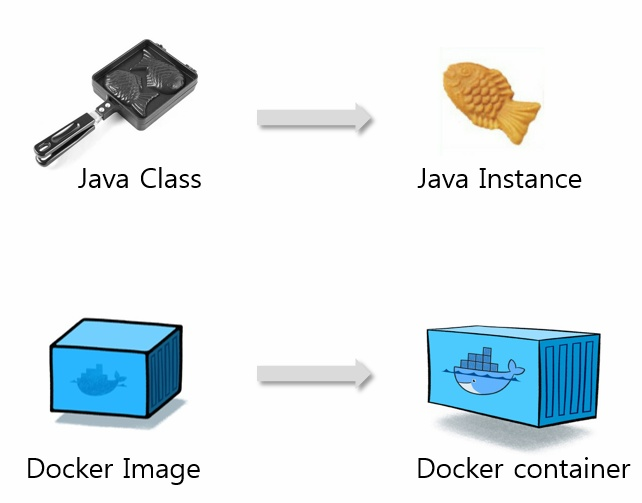 Java Class
Java Instance
Docker Image
Docker container